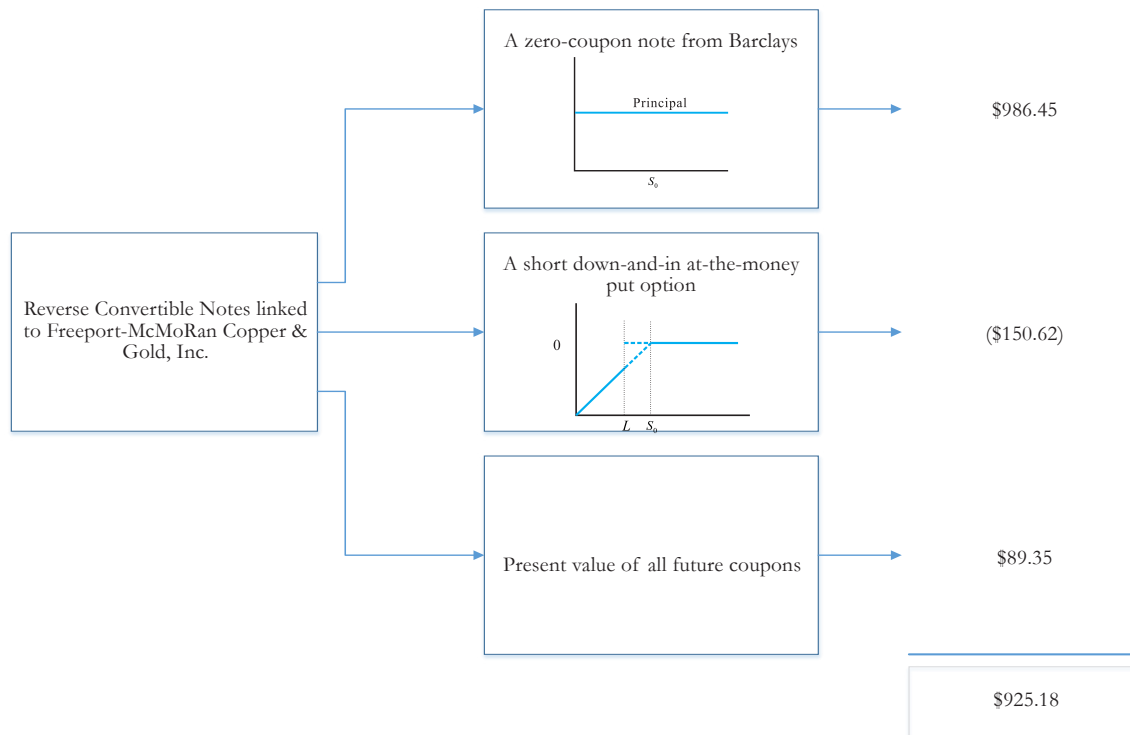 A zero-coupon note from Barclays
Principal
S₀
$986.45
Reverse Convertible Notes linked
to Freeport-McMoRan Copper &
Gold, Inc.
A short down-and-in at-the-money
put option
0
L S₀
($150.62)
Present value of all future coupons
$89.35
$925.18